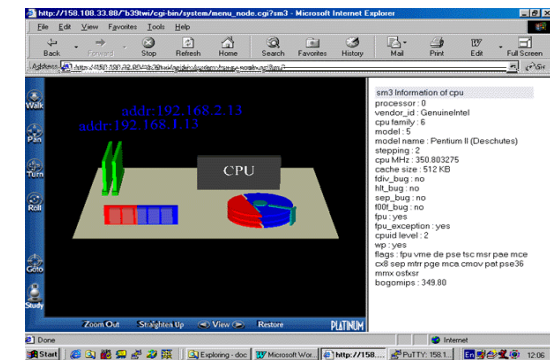 http://158.108.33.88/~b39twi/cgi-bin/system/menu_node.cgi?sm3 - Microsoft Internet Explorer
File Edit View Favorites Tools Help
Back Forward Stop Refresh Home Search Favorites History Mail Print Edit Full Screen
Address
Walk
Pan
Turn
Roll
Goto
Study
addr:192.168.2.13
addr:192.168.1.13
CPU
Zoom Out Straighten Up View Restore PLATINUM
sm3 Information of cpu
processor : 0
vendor_id : GenuineIntel
cpu family : 6
model : 5
model name : Pentium II (Deschutes)
stepping : 2
cpu MHz : 350.803275
cache size : 512 KB
fdiv_bug : no
hlt_bug : no
sep_bug : no
f00f_bug : no
fpu : yes
fpu_exception : yes
cpuid level : 2
wp : yes
flags : fpu vme de pse tsc msr pae mce
cx8 sep mtrr pge mca cmov pat pse36
mmx osfxsr
bogomips : 349.80
Done Internet
Start Exploring - doc Microsoft Wor... http://158.... PuTTY: 158.1... En 12:06